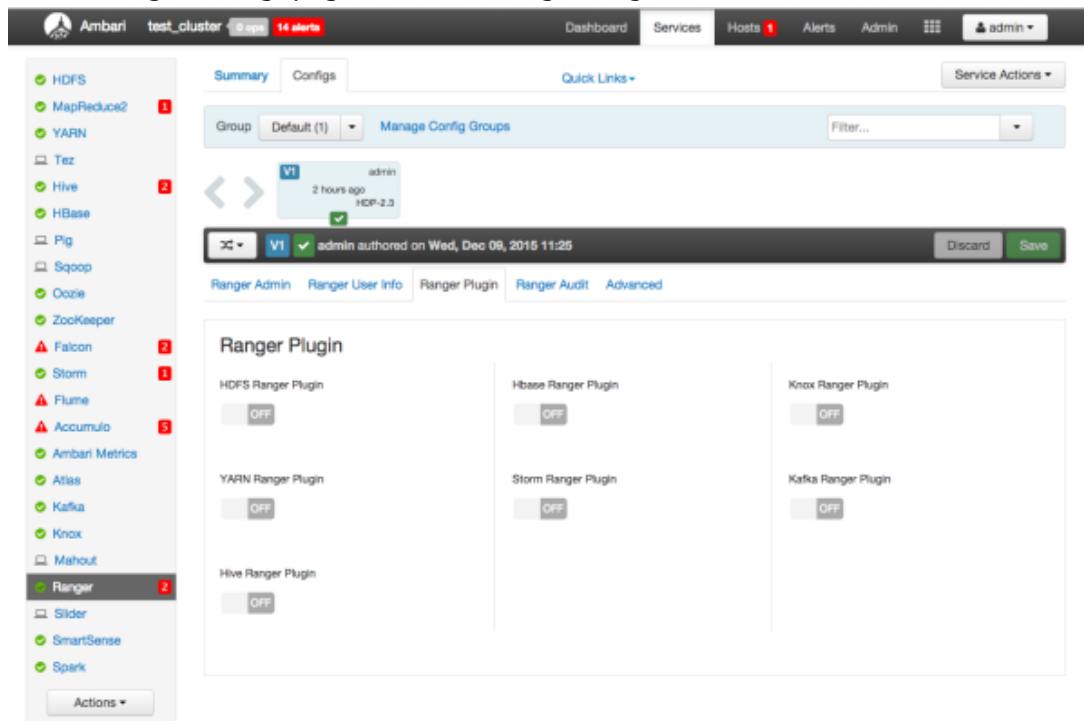 Ambari test_cluster 0 ops 14 alerts Dashboard Services Hosts 1 Alerts Admin admin
HDFS
MapReduce2 1
YARN
Tez
Hive 2
HBase
Pig
Sqoop
Oozie
ZooKeeper
Falcon 2
Storm 1
Flume
Accumulo 5
Ambari Metrics
Atlas
Kafka
Knox
Mahout
Ranger 2
Slider
SmartSense
Spark
Actions
Summary Configs Quick Links Service Actions
Group Default (1) Manage Config Groups Filter...
V1 admin
2 hours ago
HDP-2.3
V1 admin authored on Wed, Dec 09, 2015 11:25 Discard Save
Ranger Admin Ranger User Info Ranger Plugin Ranger Audit Advanced
Ranger Plugin
HDFS Ranger Plugin Hbase Ranger Plugin Knox Ranger Plugin
OFF OFF OFF
YARN Ranger Plugin Storm Ranger Plugin Kafka Ranger Plugin
OFF OFF OFF
Hive Ranger Plugin
OFF